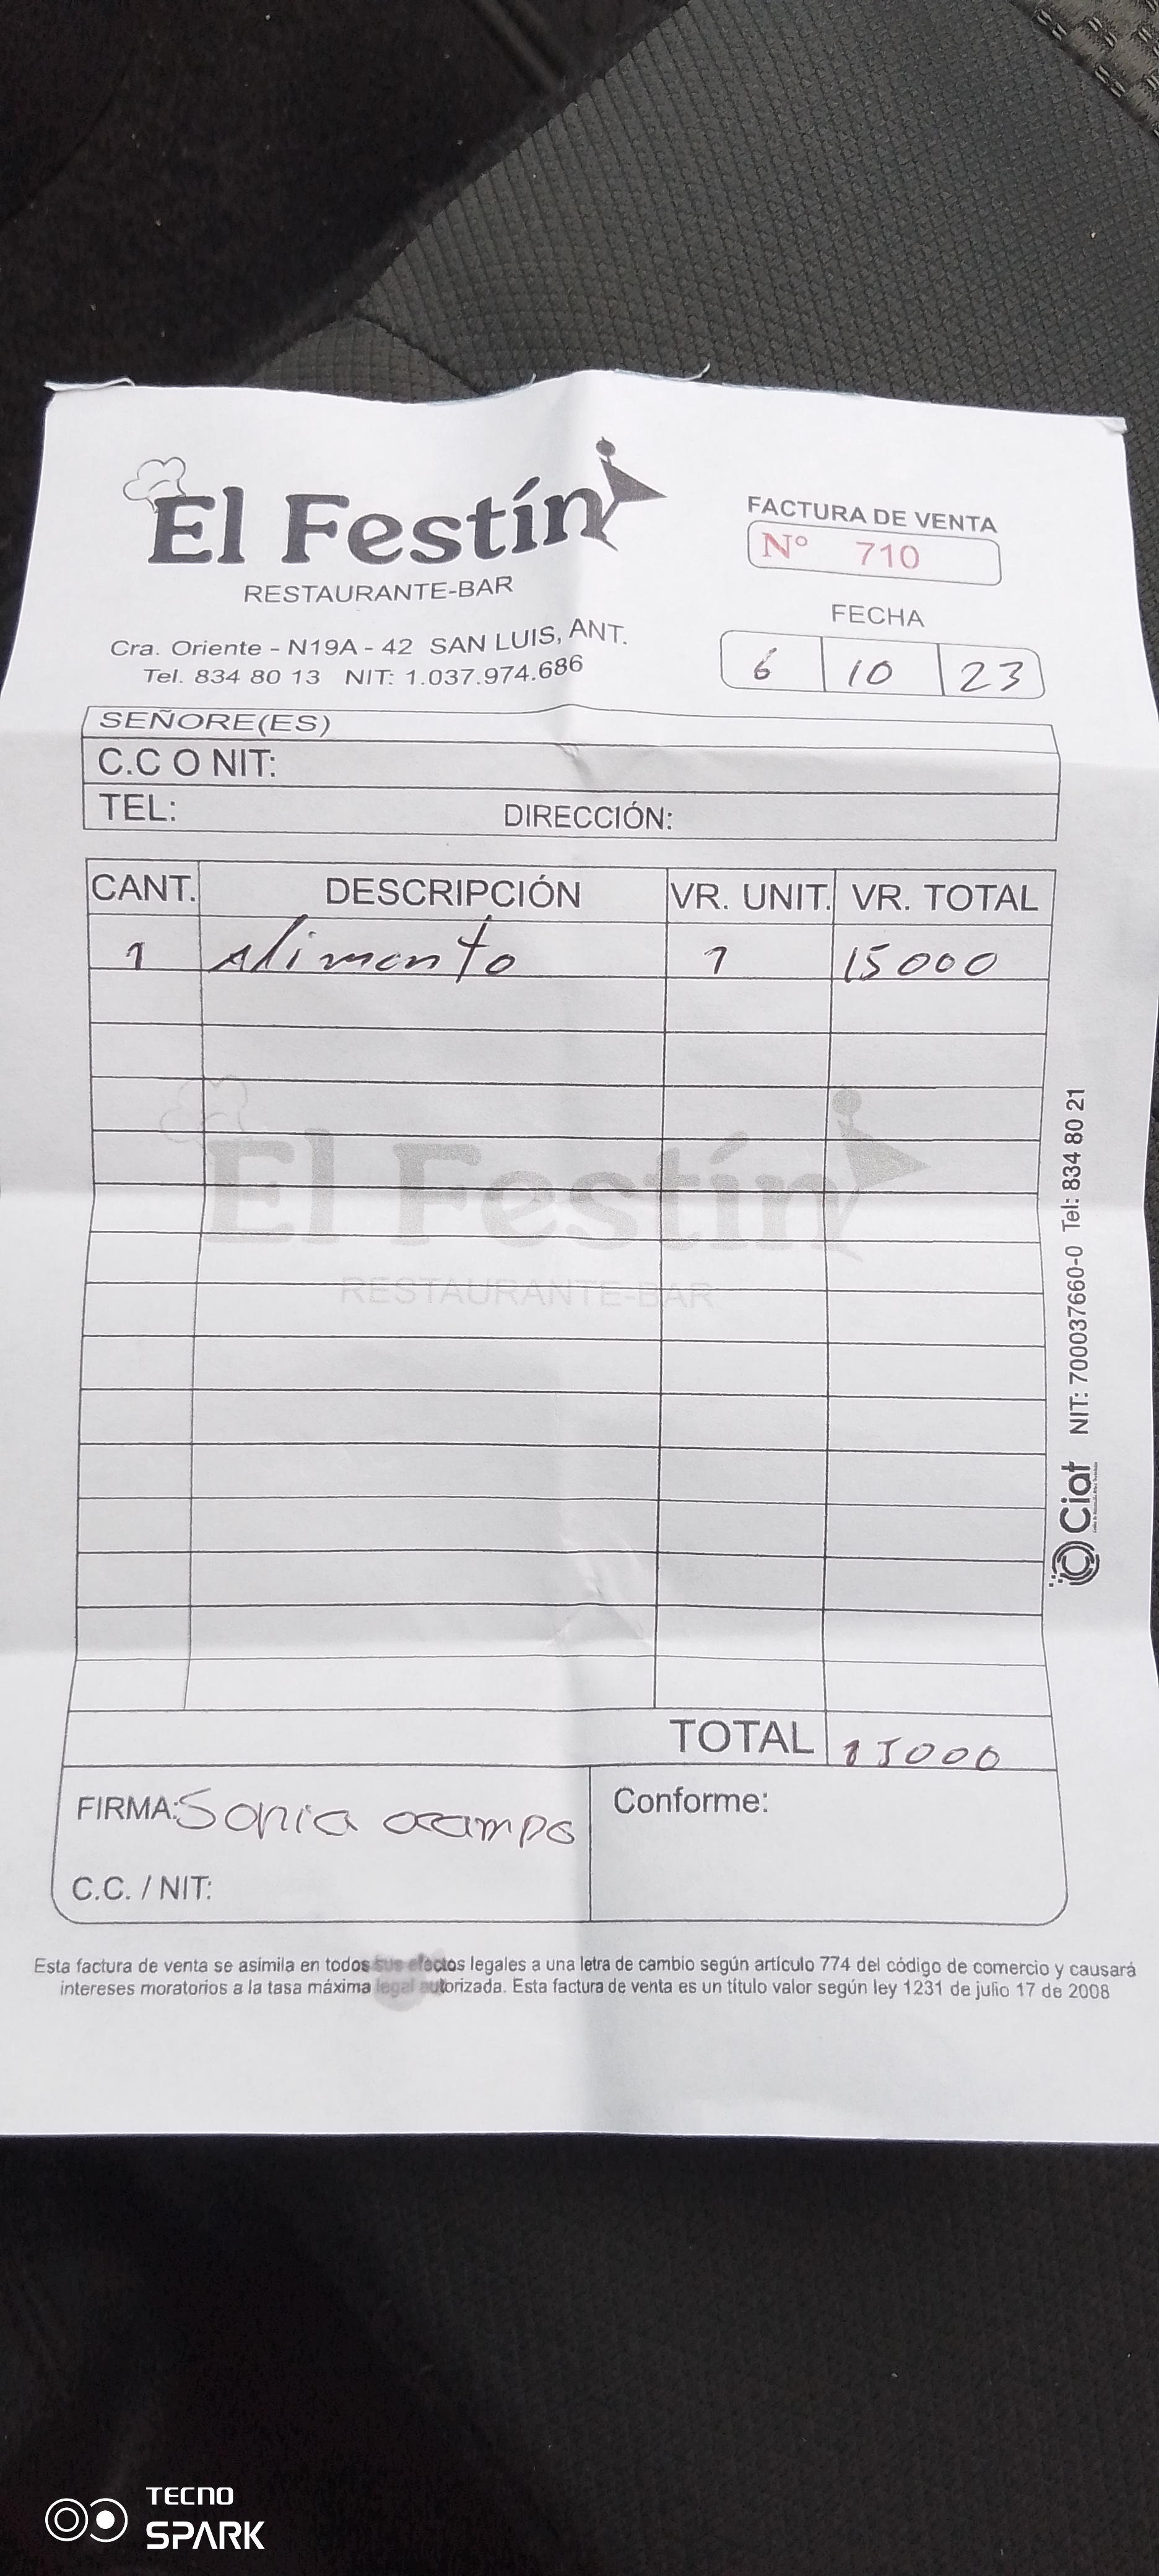 El Festín
RESTAURANTE-BAR
Cra. Oriente - N19A - 42 SAN LUIS, ANT.
Tel. 834 80 13 NIT: 1.037.974.686
FACTURA DE VENTA
N° 710
FECHA
6 10 23
SEÑORE(ES)
C.C O NIT:
TEL: DIRECCIÓN:
CANT. DESCRIPCIÓN VR. UNIT. VR. TOTAL
1 Alimento 1 15000
El Festín
RESTAURANTE-BAR
TOTAL 15000
FIRMA: Sonia ocampo
Conforme:
C.C. / NIT:
Ciat NIT: 700037660-0 Tel: 834 80 21
Esta factura de venta se asimila en todos sus efectos legales a una letra de cambio según artículo 774 del código de comercio y causará
intereses moratorios a la tasa máxima legal autorizada. Esta factura de venta es un titulo valor según ley 1231 de julio 17 de 2008
TECNO
SPARK